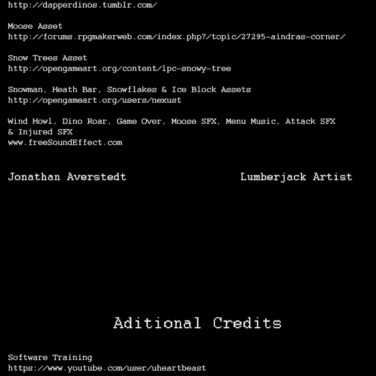 http://dapperdinos.tumblr.com/
Moose Asset
http://forums.rpgmakerweb.com/index.php?/topic/27295-aindras-corner/
Snow Trees Asset
http://opengameart.org/content/lpc-snowy-tree
Snowman, Heath Bar, Snowflakes & Ice Block Assets
http://opengameart.org/users/nexust
Wind Howl, Dino Roar, Game Over, Moose SFX, Menu Music, Attack SFX
& Injured SFX
www.freeSoundEffect.com
Jonathan Averstedt Lumberjack Artist
Aditional Credits
Software Training
https://www.youtube.com/user/uheartbeast